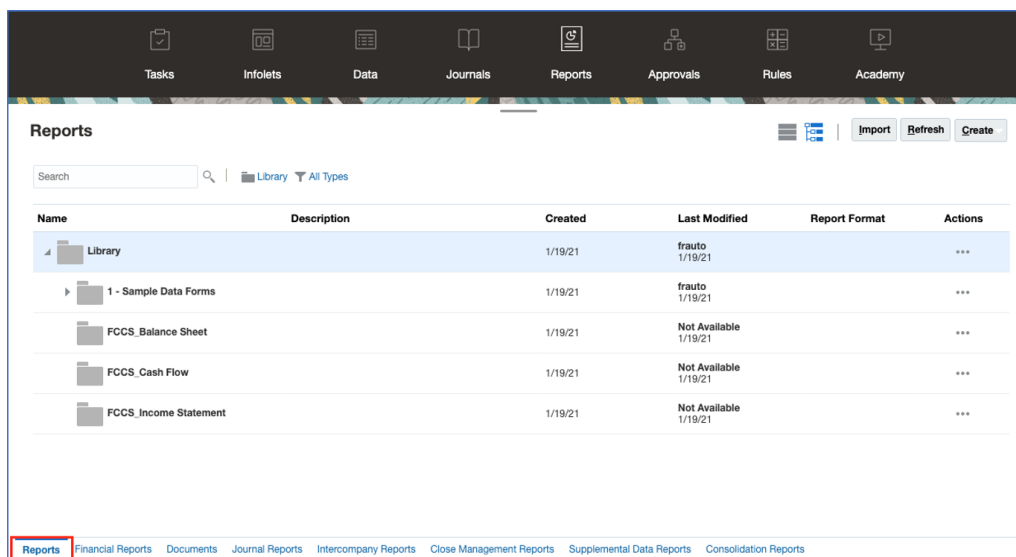 Tasks Infolets Data Journals Reports Approvals Rules Academy
Reports
Import Refresh Create
Search Library All Types
Name Description Created Last Modified Report Format Actions
Library 1/19/21 frauto
1/19/21
1 - Sample Data Forms 1/19/21 frauto
1/19/21
FCCS_Balance Sheet 1/19/21 Not Available
1/19/21
FCCS_Cash Flow 1/19/21 Not Available
1/19/21
FCCS_Income Statement 1/19/21 Not Available
1/19/21
Reports Financial Reports Documents Journal Reports Intercompany Reports Close Management Reports Supplemental Data Reports Consolidation Reports